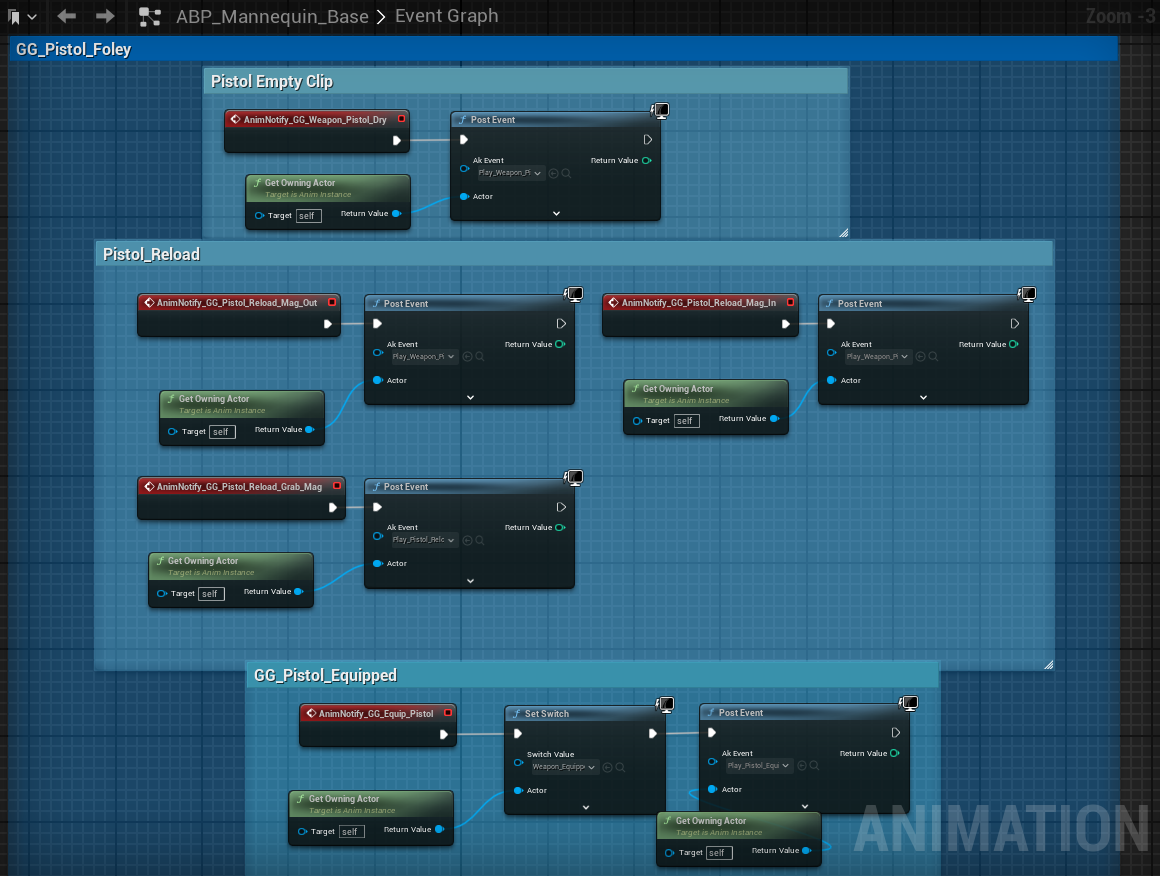 ABP_Mannequin_Base > Event Graph
Zoom -3
GG_Pistol_Foley
Pistol Empty Clip
AnimNotify_GG_Weapon_Pistol_Dry
Post Event
Ak Event
Play_Weapon_Pi
Return Value
Actor
Get Owning Actor
Target is Anim Instance
Target self
Return Value
Pistol_Reload
AnimNotify_GG_Pistol_Reload_Mag_Out
Post Event
Ak Event
Play_Weapon_Pi
Return Value
Actor
Get Owning Actor
Target is Anim Instance
Target self
Return Value
AnimNotify_GG_Pistol_Reload_Mag_In
Post Event
Ak Event
Play_Weapon_Pi
Return Value
Actor
Get Owning Actor
Target is Anim Instance
Target self
Return Value
AnimNotify_GG_Pistol_Reload_Grab_Mag
Post Event
Ak Event
Play_Pistol_Relo
Return Value
Actor
Get Owning Actor
Target is Anim Instance
Target self
Return Value
GG_Pistol_Equipped
AnimNotify_GG_Equip_Pistol
Set Switch
Switch Value
Weapon_Equipp
Actor
Post Event
Ak Event
Play_Pistol_Equi
Return Value
Actor
Get Owning Actor
Target is Anim Instance
Target self
Return Value
Get Owning Actor
Target is Anim Instance
Target self
Return Value
ANIMATION